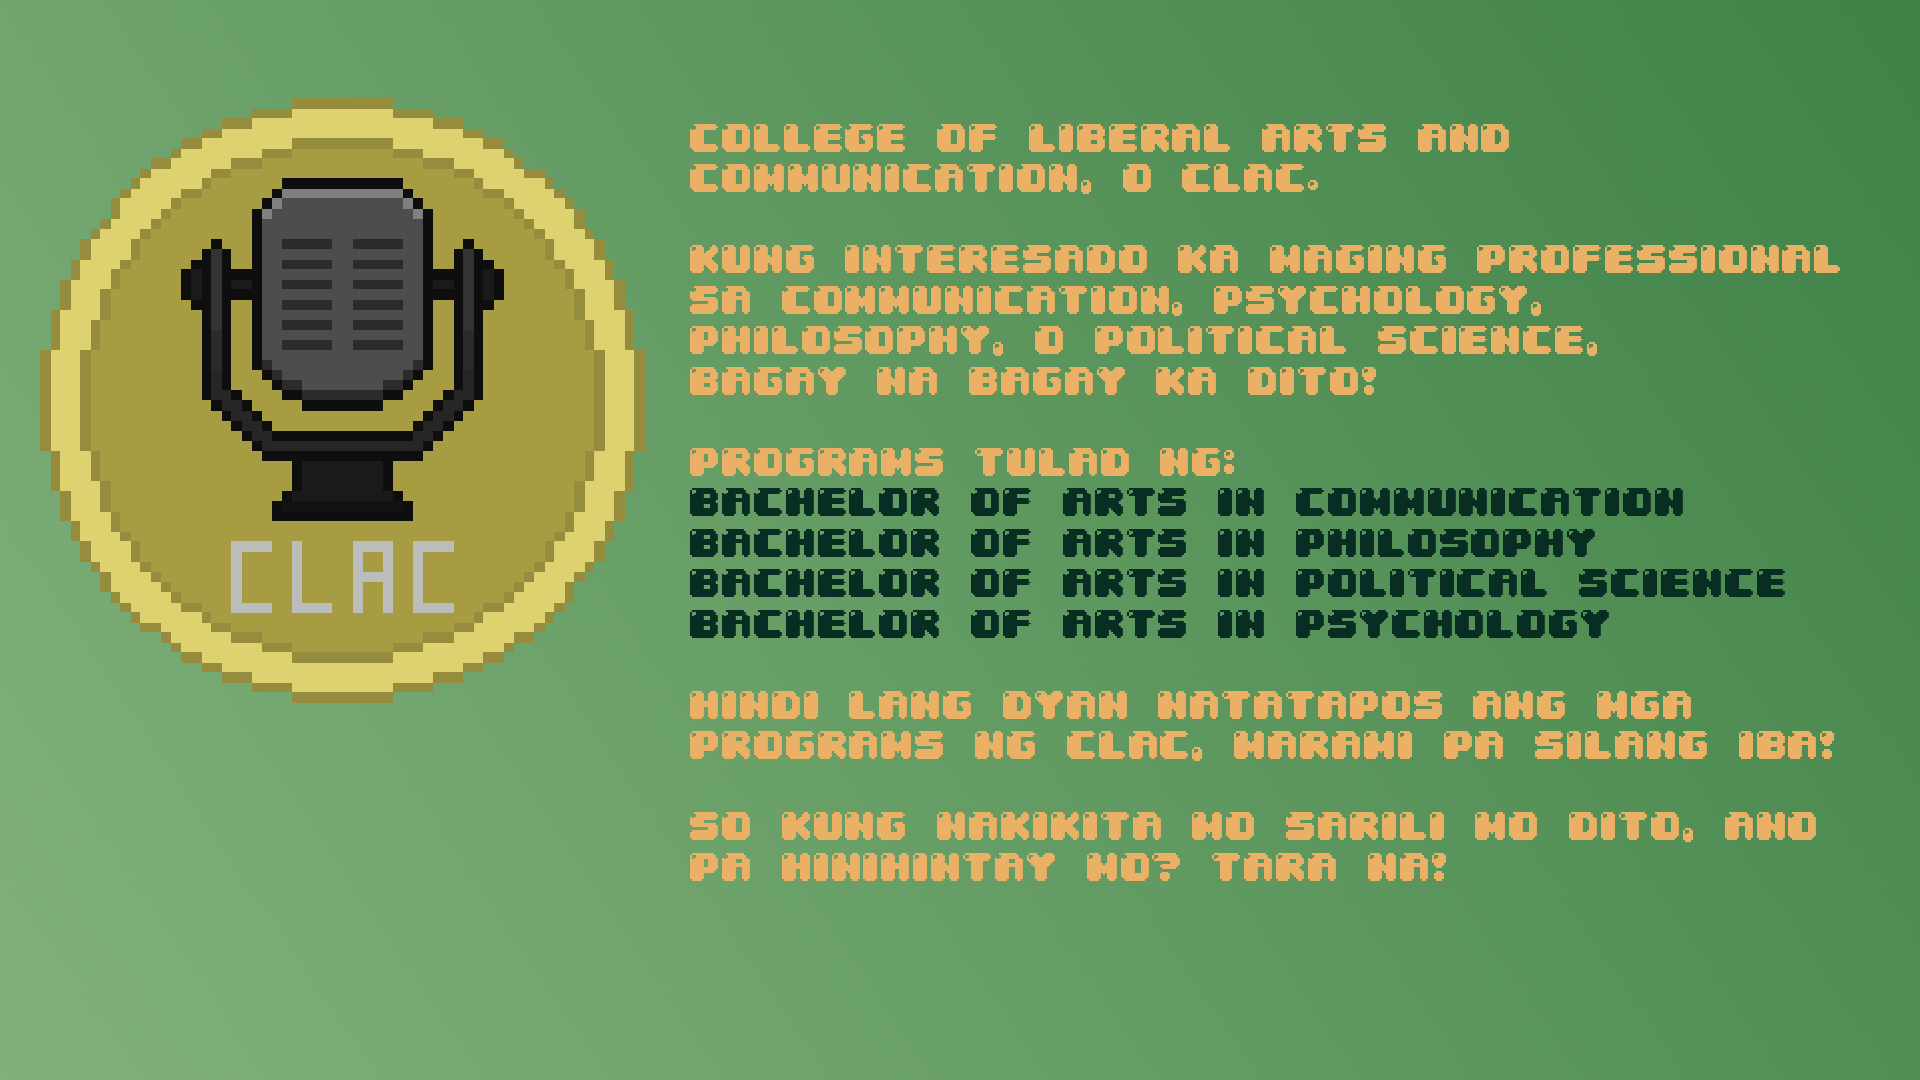 CLAC
COLLEGE OF LIBERAL ARTS AND
COMMUNICATION, O CLAC.
KUNG INTERESADO KA MAGING PROFESSIONAL
SA COMMUNICATION, PSYCHOLOGY,
PHILOSOPHY, O POLITICAL SCIENCE,
BAGAY NA BAGAY KA DITO!
PROGRAMS TULAD NG:
BACHELOR OF ARTS IN COMMUNICATION
BACHELOR OF ARTS IN PHILOSOPHY
BACHELOR OF ARTS IN POLITICAL SCIENCE
BACHELOR OF ARTS IN PSYCHOLOGY
HINDI LANG DYAN NATATAPOS ANG MGA
PROGRAMS NG CLAC, MARAMI PA SILANG IBA!
SO KUNG NAKIKITA MO SARILI MO DITO, ANO
PA HINIHINTAY MO? TARA NA!